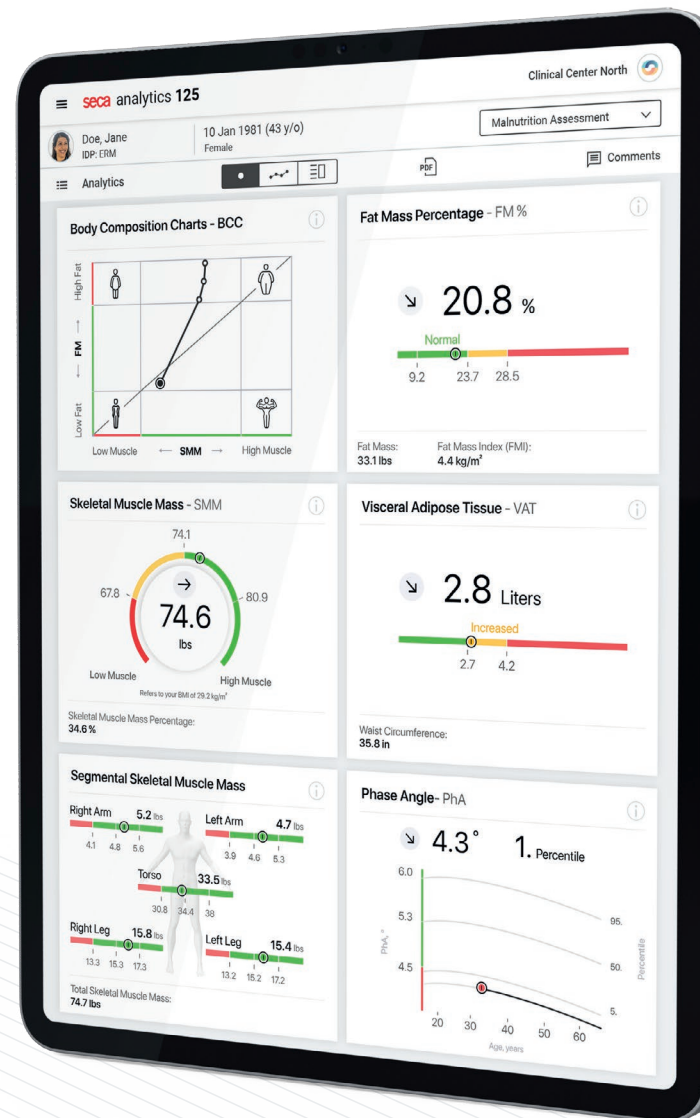 seca analytics 125
Clinical Center North
Doe, Jane
IDP: ERM
10 Jan 1981 (43 y/o)
Female
Malnutrition Assessment
Analytics
PDF
Comments
Body Composition Charts - BCC
High Fat
← FM →
Low Fat
Low Muscle ← SMM → High Muscle
Fat Mass Percentage - FM %
20.8 %
Normal
9.2 23.7 28.5
Fat Mass:
33.1 lbs
Fat Mass Index (FMI):
4.4 kg/m²
Skeletal Muscle Mass - SMM
74.1
67.8
80.9
→
74.6
lbs
Low Muscle
High Muscle
Refers to your BMI of 29.2 kg/m²
Skeletal Muscle Mass Percentage:
34.6 %
Visceral Adipose Tissue - VAT
2.8 Liters
Increased
2.7 4.2
Waist Circumference:
35.8 in
Segmental Skeletal Muscle Mass
Right Arm 5.2 lbs
4.1 4.8 5.6
Left Arm 4.7 lbs
3.9 4.6 5.3
Torso 33.5 lbs
30.8 34.4 38
Right Leg 15.8 lbs
13.3 15.3 17.3
Left Leg 15.4 lbs
13.2 15.2 17.2
Total Skeletal Muscle Mass:
74.7 lbs
Phase Angle- PhA
4.3° 1. Percentile
6.0
5.3
4.5
PhA, °
95.
50.
5.
Percentile
20 30 40 50 60
Age, years